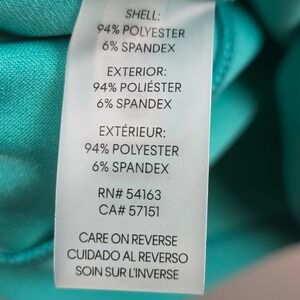 SHELL:
94% POLYESTER
6% SPANDEX
EXTERIOR:
94% POLIÉSTER
6% SPANDEX
EXTÉRIEUR:
94% POLYESTER
6% SPANDEX
RN# 54163
CA# 57151
CARE ON REVERSE
CUIDADO AL REVERSO
SOIN SUR L'INVERSE